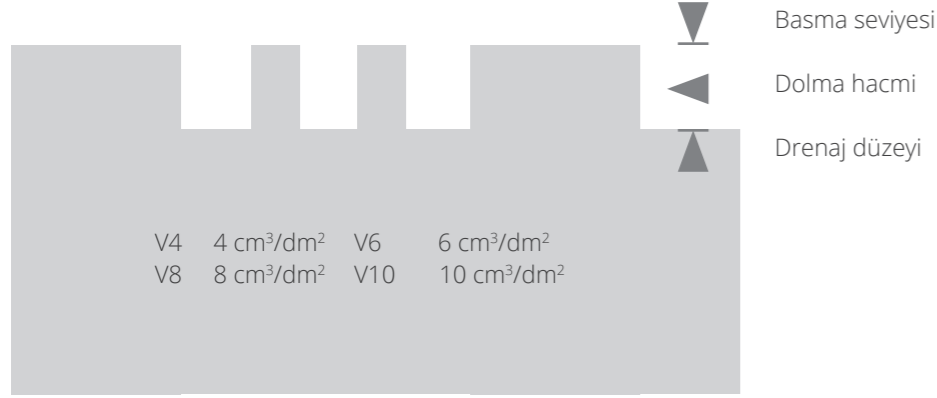 Basma seviyesi
Dolma hacmi
Drenaj düzeyi
V4 4 cm³/dm² V6 6 cm³/dm²
V8 8 cm³/dm² V10 10 cm³/dm²